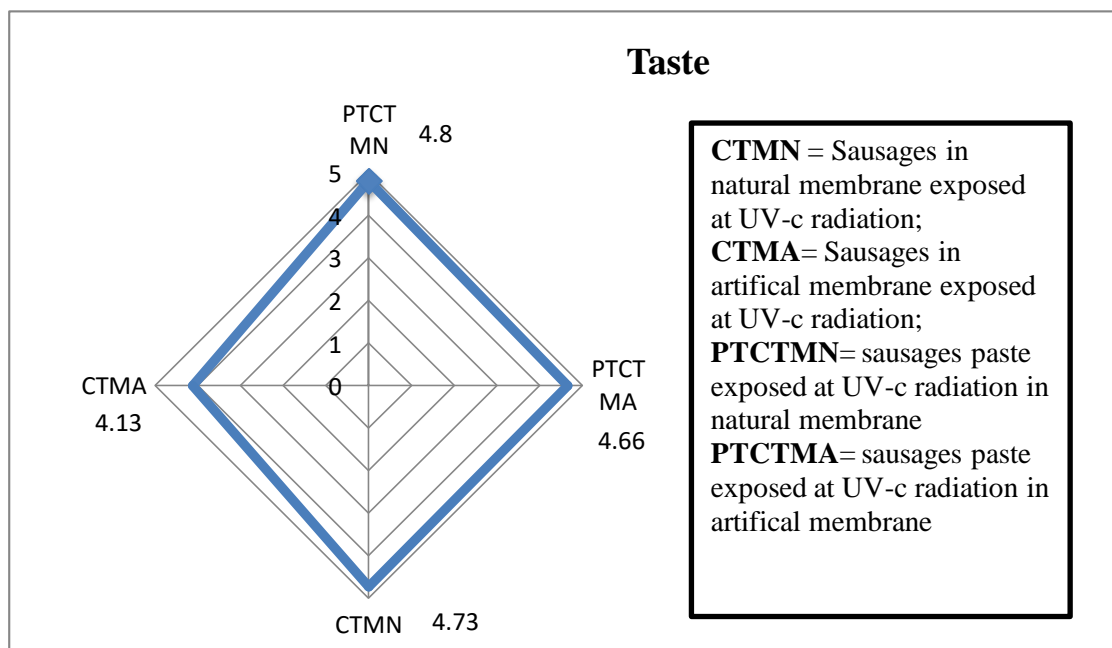 Taste
PTCT
MN
4.8
5
4
3
2
1
0
PTCT
MA
4.66
CTMN
4.73
CTMA
4.13
CTMN = Sausages in
natural membrane exposed
at UV-c radiation;
CTMA= Sausages in
artifical membrane exposed
at UV-c radiation;
PTCTMN= sausages paste
exposed at UV-c radiation in
natural membrane
PTCTMA= sausages paste
exposed at UV-c radiation in
artifical membrane